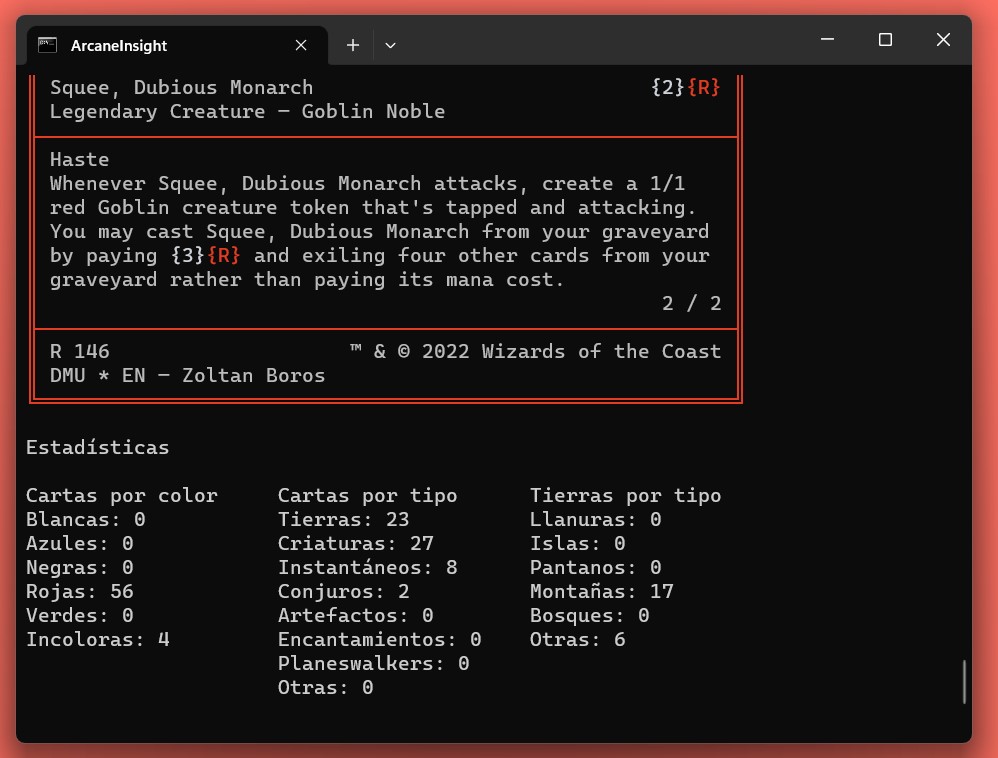 ArcaneInsight
Squee, Dubious Monarch {2}{R}
Legendary Creature — Goblin Noble
Haste
Whenever Squee, Dubious Monarch attacks, create a 1/1
red Goblin creature token that's tapped and attacking.
You may cast Squee, Dubious Monarch from your graveyard
by paying {3}{R} and exiling four other cards from your
graveyard rather than paying its mana cost.
2 / 2
R 146 ™ & © 2022 Wizards of the Coast
DMU * EN — Zoltan Boros
Estadísticas
Cartas por color Cartas por tipo Tierras por tipo
Blancas: 0 Tierras: 23 Llanuras: 0
Azules: 0 Criaturas: 27 Islas: 0
Negras: 0 Instantáneos: 8 Pantanos: 0
Rojas: 56 Conjuros: 2 Montañas: 17
Verdes: 0 Artefactos: 0 Bosques: 0
Incoloras: 4 Encantamientos: 0 Otras: 6
Planeswalkers: 0
Otras: 0